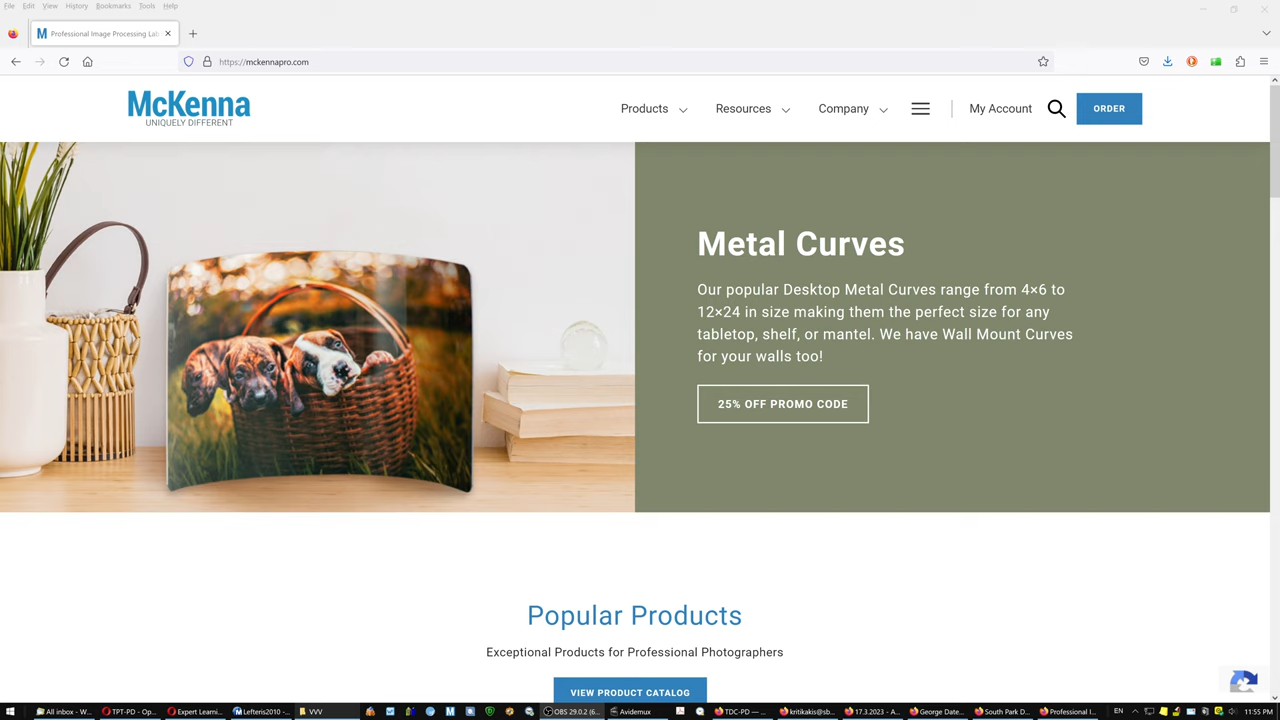 File Edit View History Bookmarks Tools Help
M Professional Image Processing Lab
https://mckennapro.com
McKenna
UNIQUELY DIFFERENT
Products
Resources
Company
My Account
ORDER
Metal Curves
Our popular Desktop Metal Curves range from 4×6 to
12×24 in size making them the perfect size for any
tabletop, shelf, or mantel. We have Wall Mount Curves
for your walls too!
25% OFF PROMO CODE
Popular Products
Exceptional Products for Professional Photographers
VIEW PRODUCT CATALOG
All inbox - W... TPT-PD - Op... Expert Learni... Lefteris2010 -... VVV OBS 29.0.2 (6... Avidemux TDC-PD — ... kritikakis@sb... 17.3.2023 - A... George Date... South Park D... Professional I... EN 11:55 PM